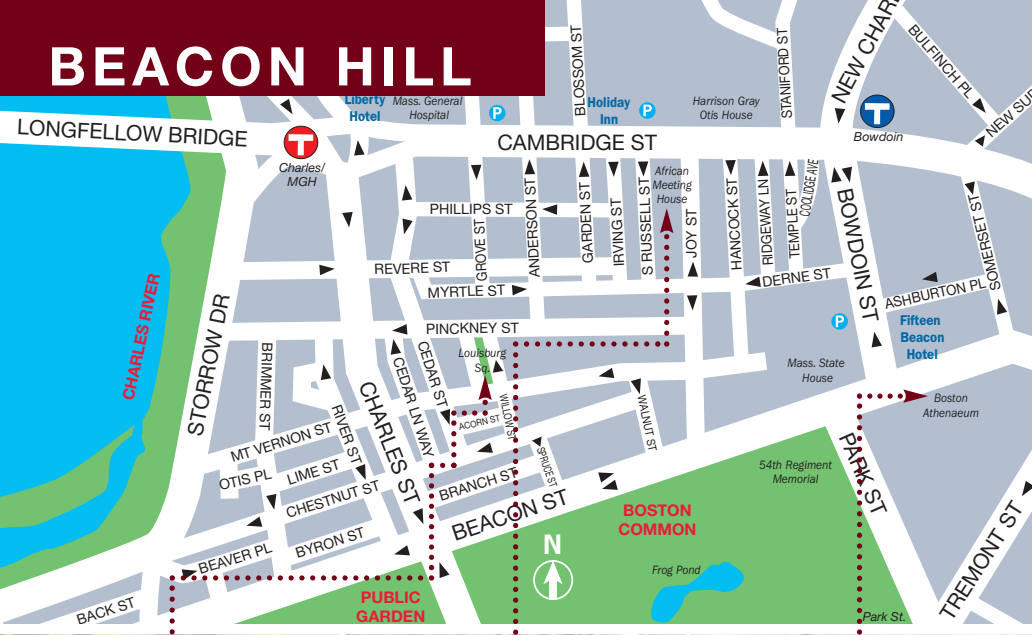 BEACON HILL
Liberty
Hotel
Mass. General
Hospital
P
BLOSSOM ST
Holiday
Inn
P
Harrison Gray
Otis House
STANIFORD ST
NEW CHAR
BULFINCH PL
NEW SU
T
Bowdoin
LONGFELLOW BRIDGE
T
Charles/
MGH
CAMBRIDGE ST
African
Meeting
House
PHILLIPS ST
GROVE ST
ANDERSON ST
GARDEN ST
IRVING ST
S RUSSELL ST
JOY ST
HANCOCK ST
RIDGEWAY LN
TEMPLE ST
COOLIDGE AVE
BOWDOIN ST
SOMERSET ST
REVERE ST
MYRTLE ST
DERNE ST
ASHBURTON PL
PINCKNEY ST
P
Fifteen
Beacon
Hotel
CHARLES RIVER
STORROW DR
BRIMMER ST
Louisburg
Sq.
CEDAR ST
CEDAR LN WAY
CHARLES ST
RIVER ST
WILLOW ST
ACORN ST
WALNUT ST
SPRUCE ST
Mass. State
House
Boston
Athenaeum
MT VERNON ST
OTIS PL
LIME ST
CHESTNUT ST
BRANCH ST
BEACON ST
BEAVER PL
BYRON ST
BACK ST
54th Regiment
Memorial
PARK ST
BOSTON
COMMON
N
Frog Pond
PUBLIC
GARDEN
Park St.
TREMONT ST